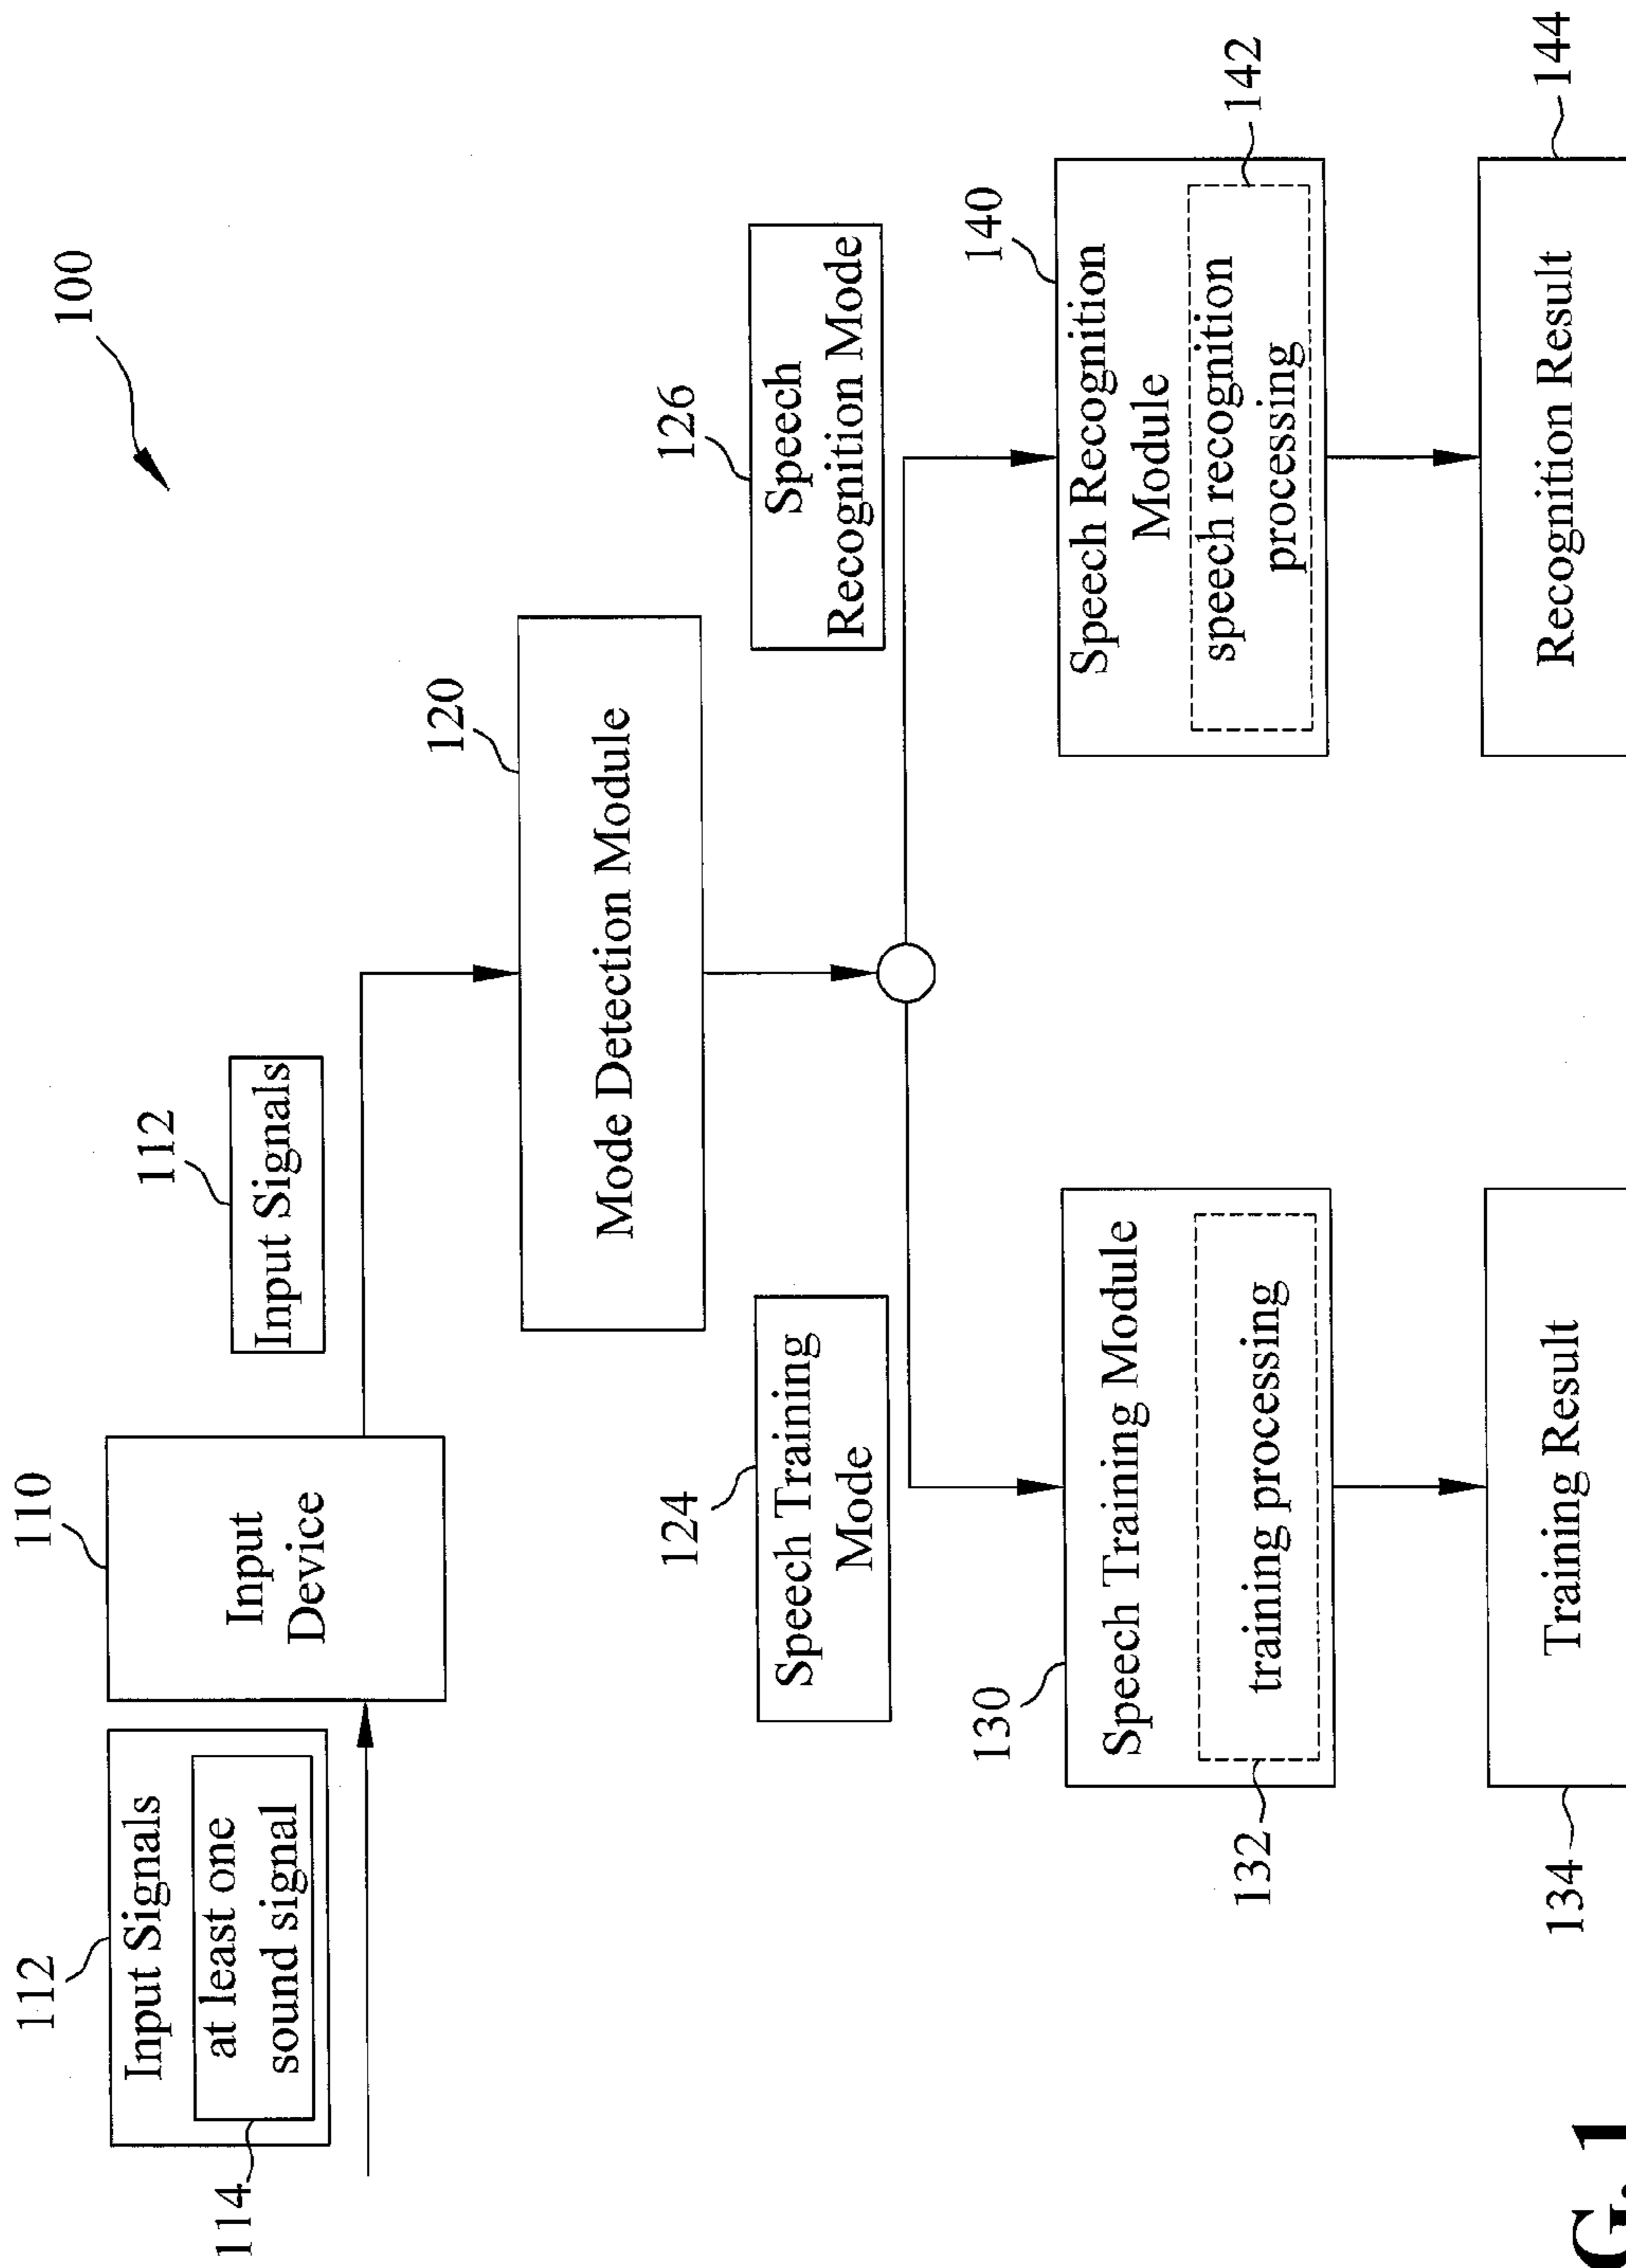 100
112
Input Signals
at least one
sound signal
114
110
Input
Device
112
Input Signals
120
Mode Detection Module
124
Speech Training
Mode
126
Speech
Recognition Mode
130
Speech Training Module
training processing
132
140
Speech Recognition
Module
speech recognition
processing
142
134
Training Result
144
Recognition Result
G. 1